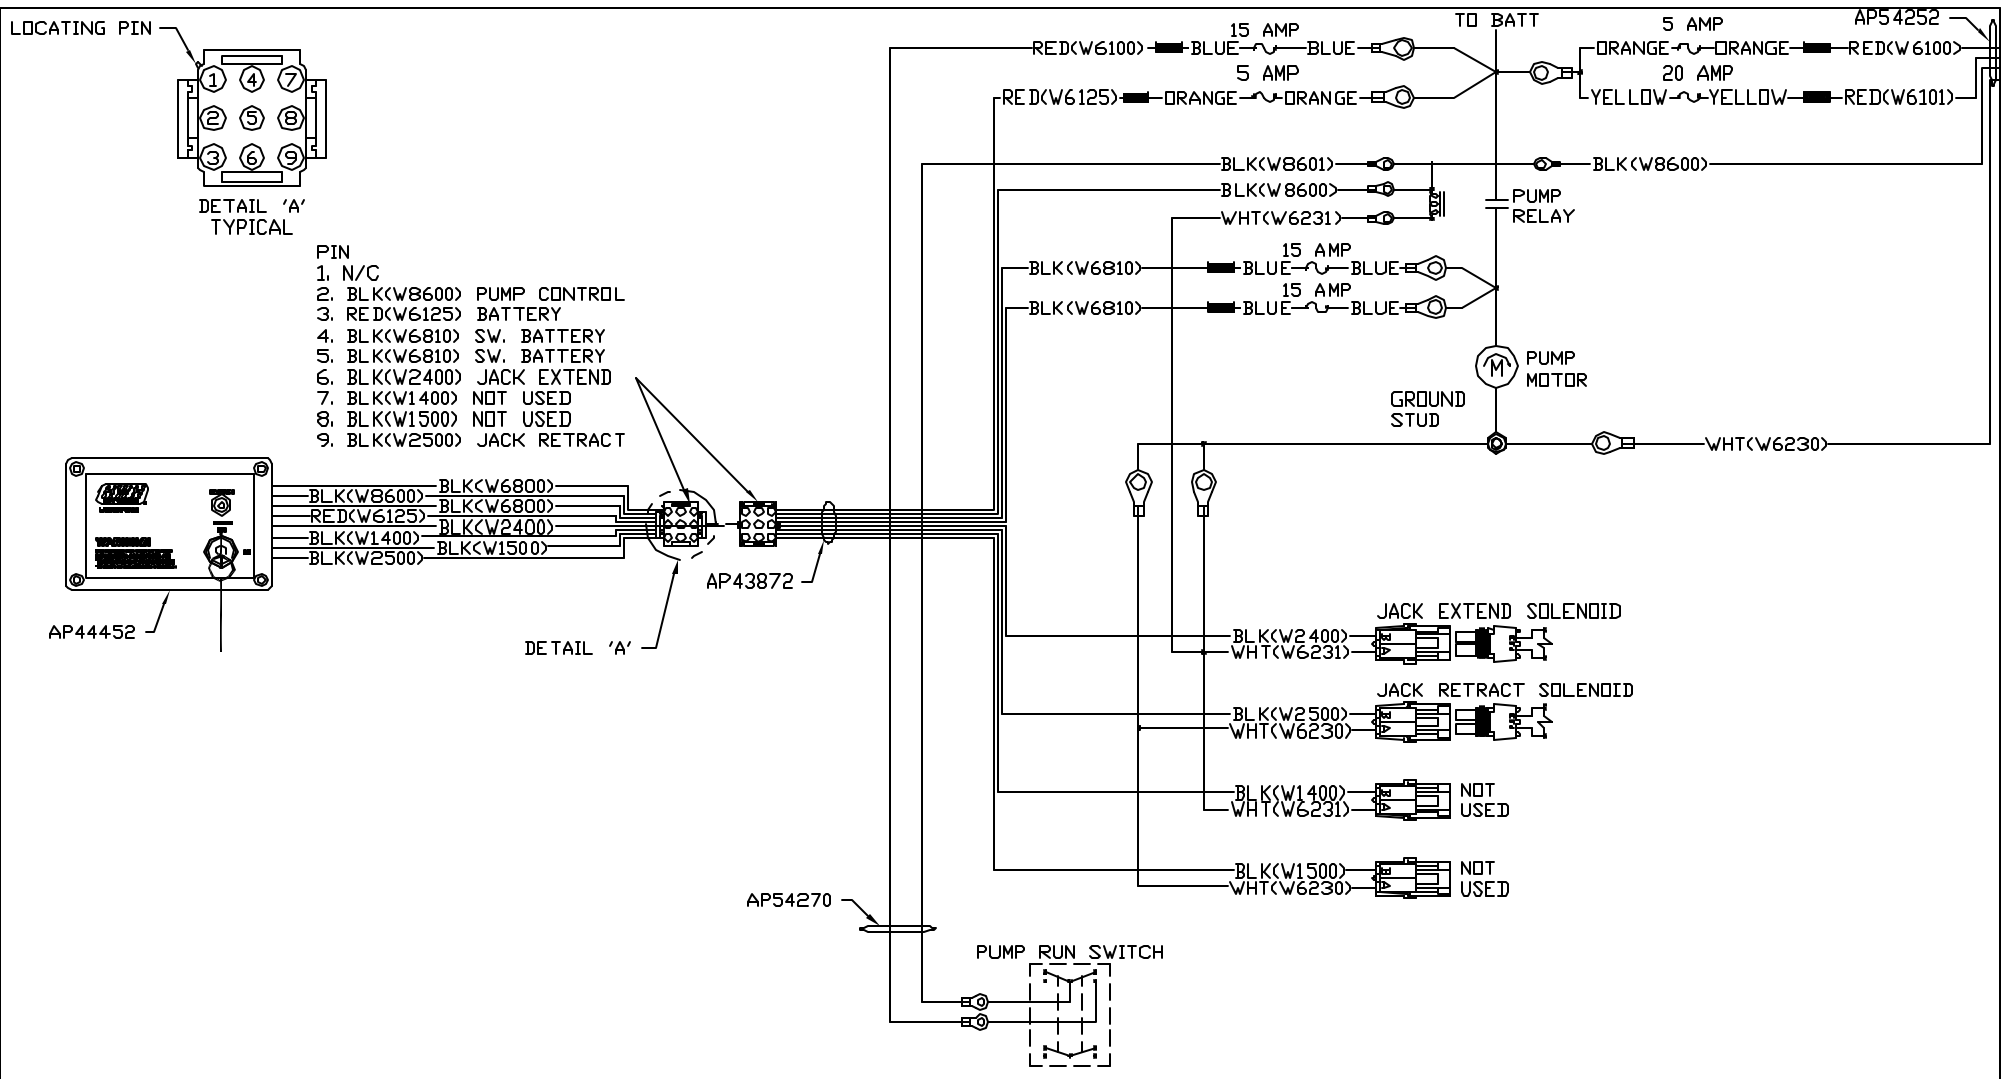 LOCATING PIN
1 4 7
2 5 8
3 6 9
DETAIL 'A'
TYPICAL
PIN
1. N/C
2. BLK(W8600) PUMP CONTROL
3. RED(W6125) BATTERY
4. BLK(W6810) SW. BATTERY
5. BLK(W6810) SW. BATTERY
6. BLK(W2400) JACK EXTEND
7. BLK(W1400) NOT USED
8. BLK(W1500) NOT USED
9. BLK(W2500) JACK RETRACT
HWH
WARNING!
BLK(W6800)
BLK(W8600)
BLK(W6800)
RED(W6125)
BLK(W2400)
BLK(W1400)
BLK(W1500)
BLK(W2500)
AP44452
DETAIL 'A'
AP43872
TO BATT
15 AMP
RED(W6100) BLUE BLUE
5 AMP
RED(W6125) ORANGE ORANGE
5 AMP
AP54252
ORANGE ORANGE RED(W6100)
20 AMP
YELLOW YELLOW RED(W6101)
BLK(W8601)
BLK(W8600)
BLK(W8600)
WHT(W6231)
PUMP
RELAY
15 AMP
BLK(W6810) BLUE BLUE
15 AMP
BLK(W6810) BLUE BLUE
M
PUMP
MOTOR
GROUND
STUD
WHT(W6230)
JACK EXTEND SOLENOID
BLK(W2400) B
WHT(W6231) A
JACK RETRACT SOLENOID
BLK(W2500) B
WHT(W6230) A
BLK(W1400) B
WHT(W6231) A
NOT
USED
BLK(W1500) B
WHT(W6230) A
NOT
USED
AP54270
PUMP RUN SWITCH